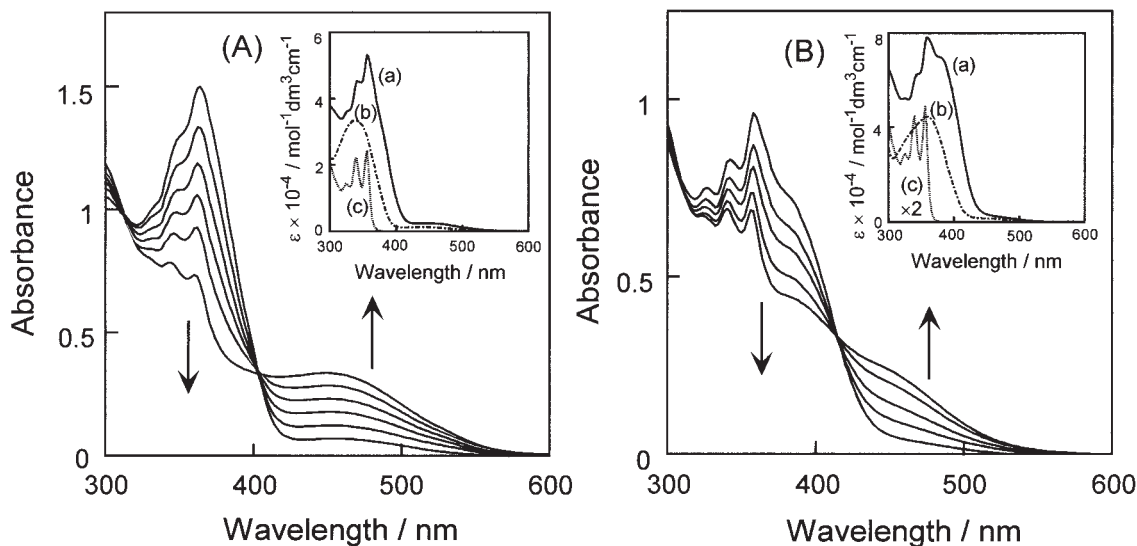 (A)
Absorbance
1.5
1
0.5
0
300
400
500
600
Wavelength / nm
ε × 10⁻⁴ / mol⁻¹dm³cm⁻¹
6
4
2
0
(a)
(b)
(c)
300
400
500
600
Wavelength / nm
(B)
Absorbance
1
0.5
0
300
400
500
600
Wavelength / nm
ε × 10⁻⁴ / mol⁻¹dm³cm⁻¹
8
4
0
(a)
(b)
(c)
×2
300
400
500
600
Wavelength / nm